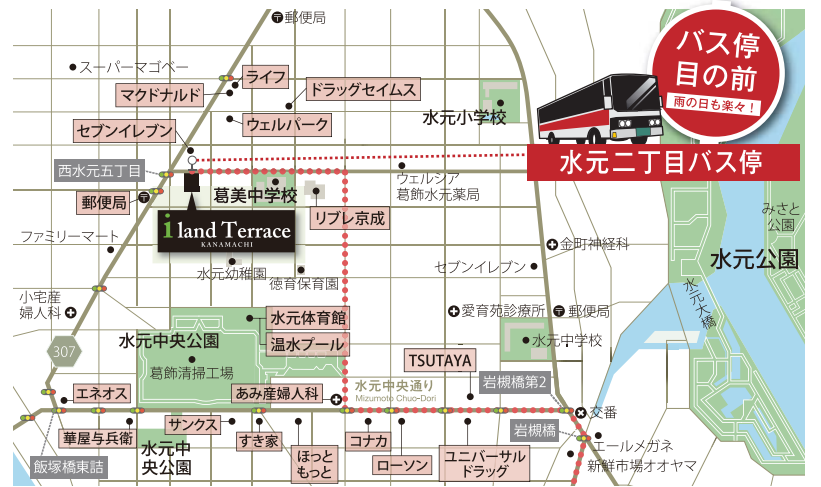 郵便局
スーパーマゴベー
ライフ
マクドナルド
ドラッグセイムス
ウェルパーク
セブンイレブン
水元小学校
バス停
目の前
雨の日も楽々！
水元二丁目バス停
西水元五丁目
郵便局
葛美中学校
リブレ京成
ウェルシア
葛飾水元薬局
i land Terrace
KANAMACHI
ファミリーマート
水元幼稚園
徳育保育園
セブンイレブン
金町神経科
みさと
公園
水元公園
水元大橋
小宅産
婦人科
水元体育館
温水プール
愛育苑診療所
郵便局
水元中学校
水元中央公園
葛飾清掃工場
307
TSUTAYA
岩槻橋第2
エネオス
あみ産婦人科
水元中央通り
Mizumoto Chuo-Dori
交番
華屋与兵衛
サンクス
すき家
ほっと
もっと
コナカ
ローソン
ユニバーサル
ドラッグ
岩槻橋
エールメガネ
新鮮市場オオヤマ
飯塚橋東詰
水元中
央公園